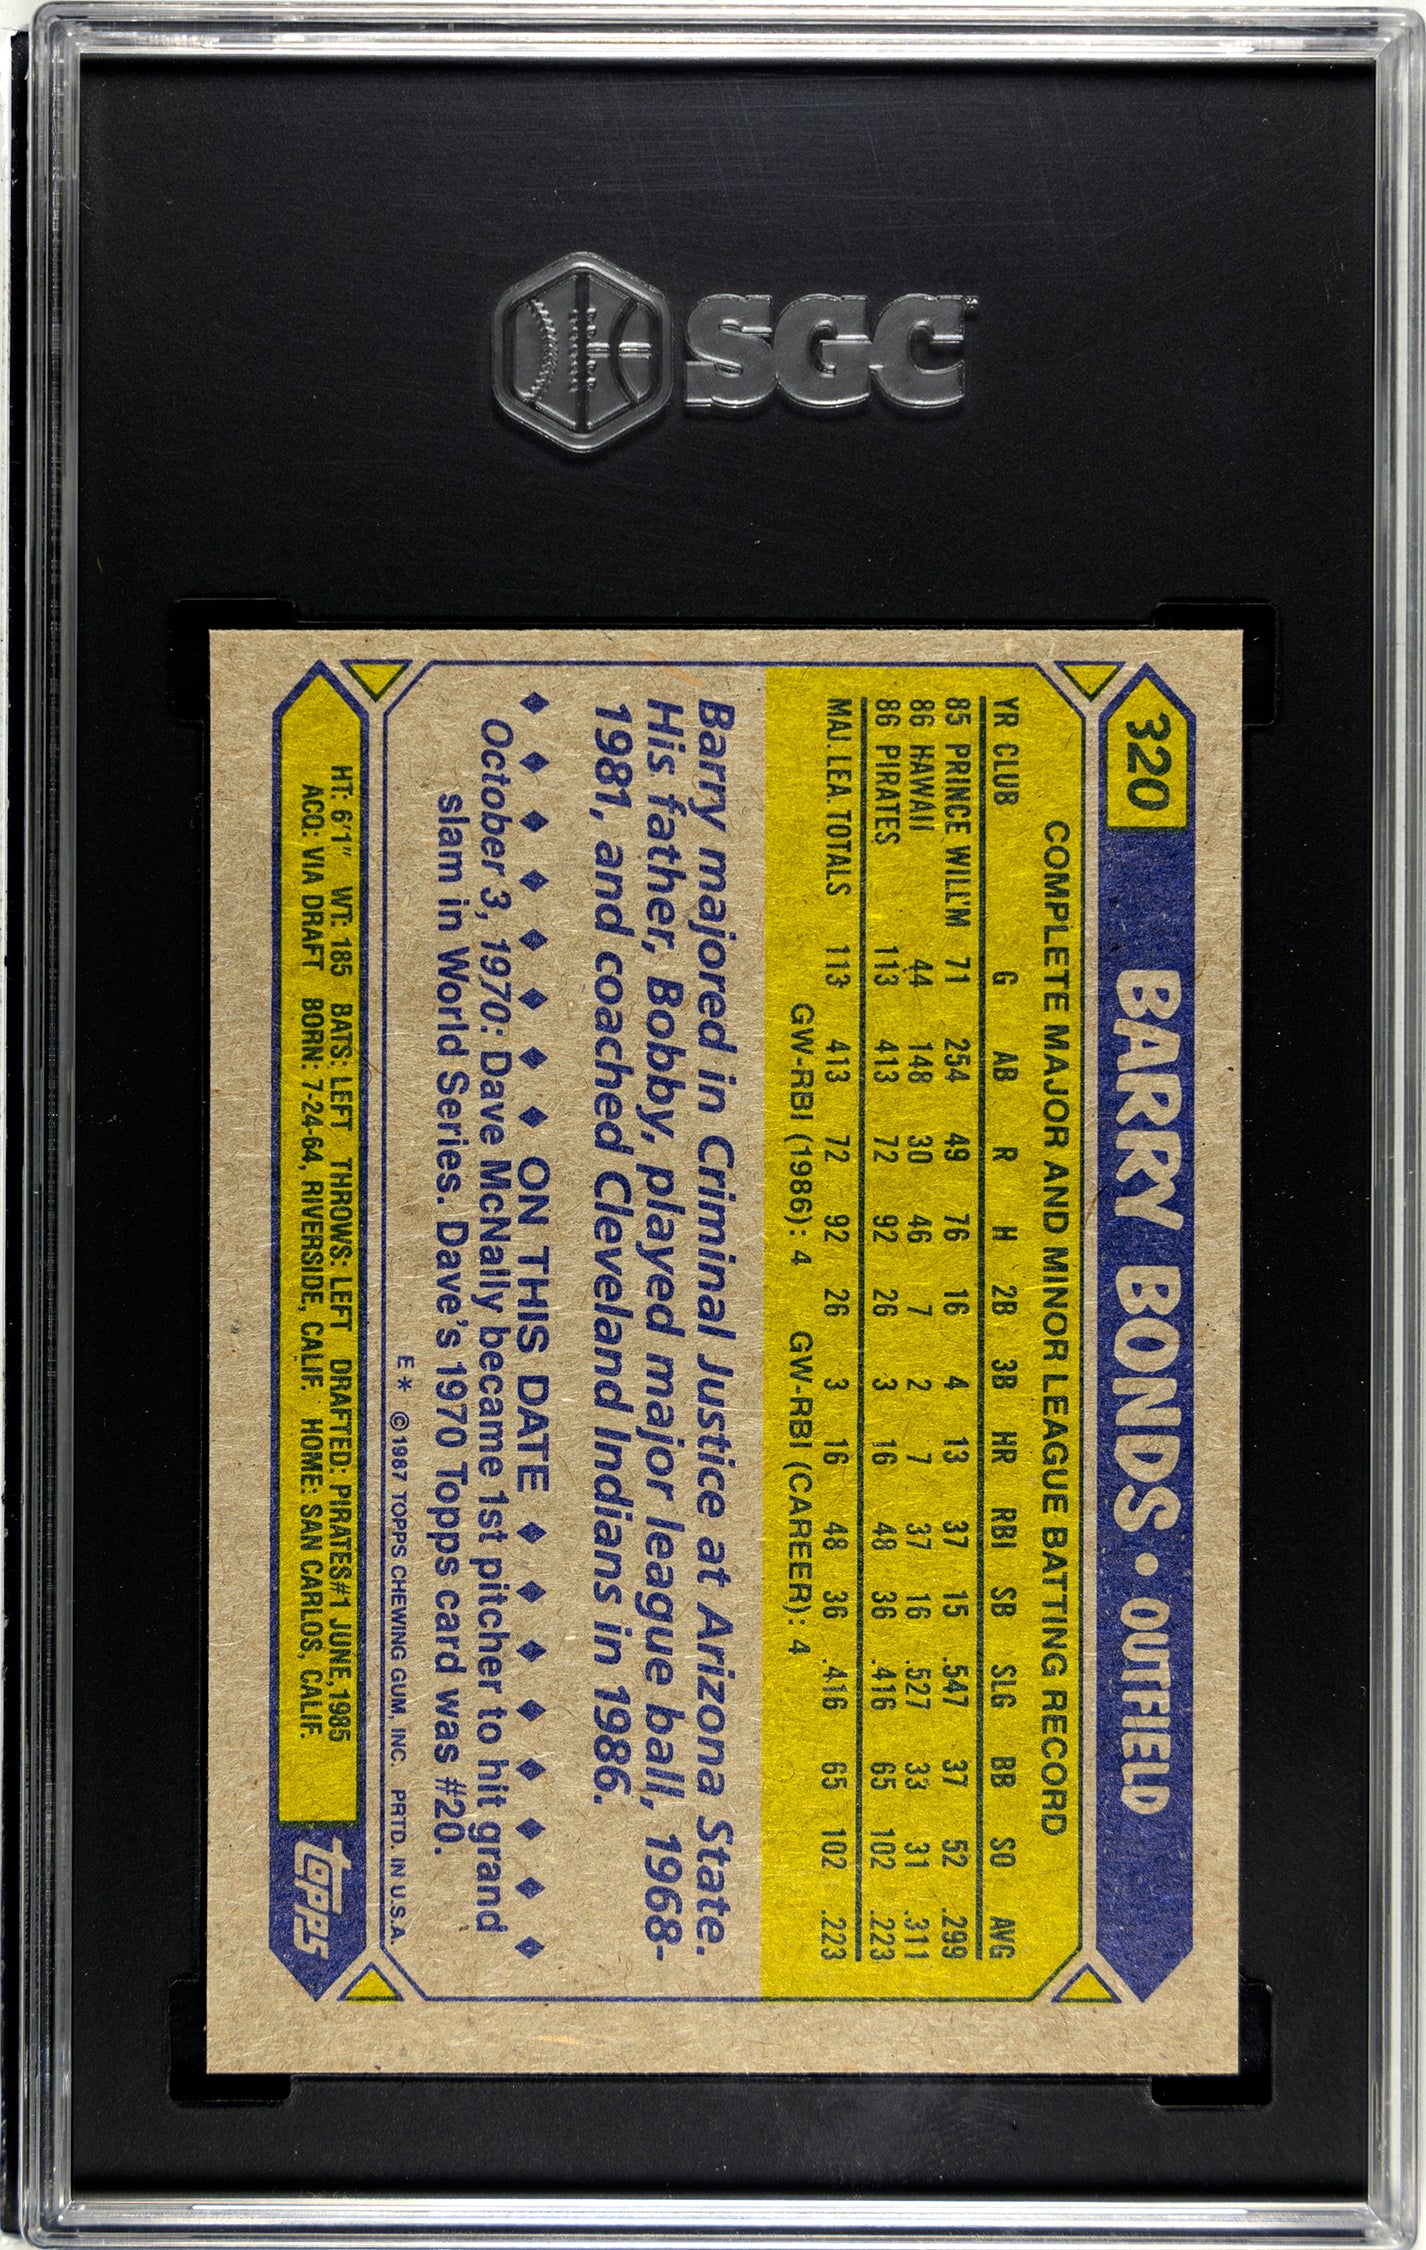 SGC
320 BARRY BONDS • OUTFIELD
COMPLETE MAJOR AND MINOR LEAGUE BATTING RECORD
YR CLUB G AB R H 2B 3B HR RBI SB SLG BB SO AVG
85 PRINCE WILL'M 71 254 49 76 16 4 13 37 15 .547 37 52 .299
86 HAWAII 44 148 30 46 7 2 7 37 16 .527 33 31 .311
86 PIRATES 113 413 72 92 26 3 16 48 36 .416 65 102 .223
MAJ. LEA. TOTALS 113 413 72 92 26 3 16 48 36 .416 65 102 .223
GW-RBI (1986): 4 GW-RBI (CAREER): 4
Barry majored in Criminal Justice at Arizona State.
His father, Bobby, played major league ball, 1968-
1981, and coached Cleveland Indians in 1986.
◆ ◆ ◆ ◆ ◆ ◆ ◆ ◆ ON THIS DATE ◆ ◆ ◆ ◆ ◆ ◆ ◆ ◆
October 3, 1970: Dave McNally became 1st pitcher to hit grand
slam in World Series. Dave's 1970 Topps card was #20.
E* ©1987 TOPPS CHEWING GUM, INC. PRTD. IN U.S.A.
HT: 6'1" WT: 185 BATS: LEFT THROWS: LEFT DRAFTED: PIRATES#1 JUNE, 1985
ACQ: VIA DRAFT BORN: 7-24-64, RIVERSIDE, CALIF. HOME: SAN CARLOS, CALIF.
topps